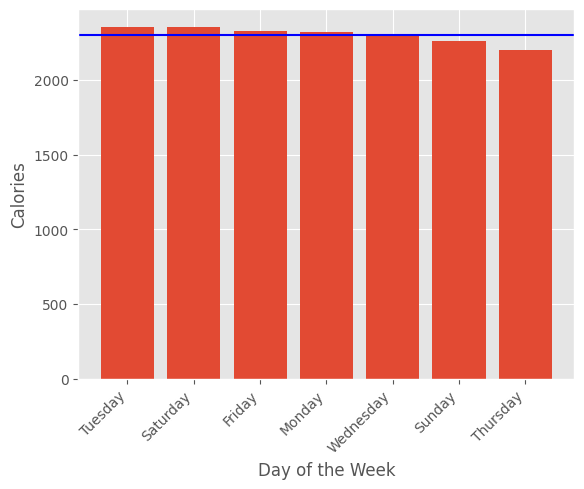 Calories
2000
1500
1000
500
0
Tuesday
Saturday
Friday
Monday
Wednesday
Sunday
Thursday
Day of the Week